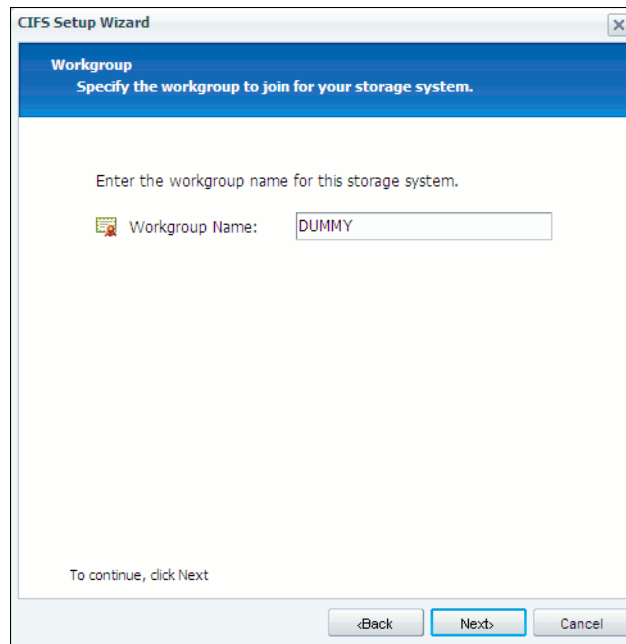 CIFS Setup Wizard
Workgroup
Specify the workgroup to join for your storage system.
Enter the workgroup name for this storage system.
Workgroup Name: DUMMY
To continue, click Next
‹Back Next› Cancel